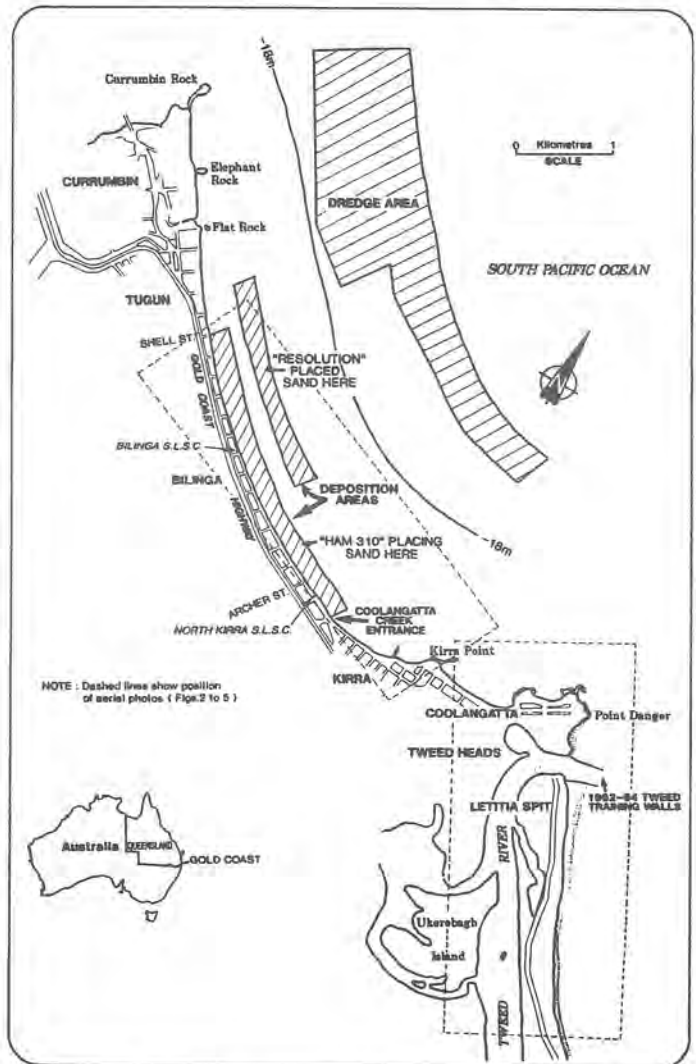 Currumbin Rock
-18m
0 Kilometres 1
SCALE
CURRUMBIN
Elephant
Rock
DREDGE AREA
Flat Rock
SOUTH PACIFIC OCEAN
TUGUN
SHELL ST.
"RESOLUTION"
PLACED
SAND HERE
GOLD COAST
HIGHWAY
BILINGA S.L.S.C.
BILINGA
DEPOSITION
AREAS
"HAM 310" PLACING
SAND HERE
-18m
ARCHER ST.
NORTH KIRRA S.L.S.C.
COOLANGATTA
CREEK
ENTRANCE
Kirra Point
KIRRA
NOTE : Dashed lines show position
of aerial photos ( Figs.2 to 5 )
COOLANGATTA
Point Danger
TWEED HEADS
LETITIA SPIT
1962-64 TWEED
TRAINING WALLS
RIVER
Australia
QUEENSLAND
GOLD COAST
Ukerebagh
Island
TWEED